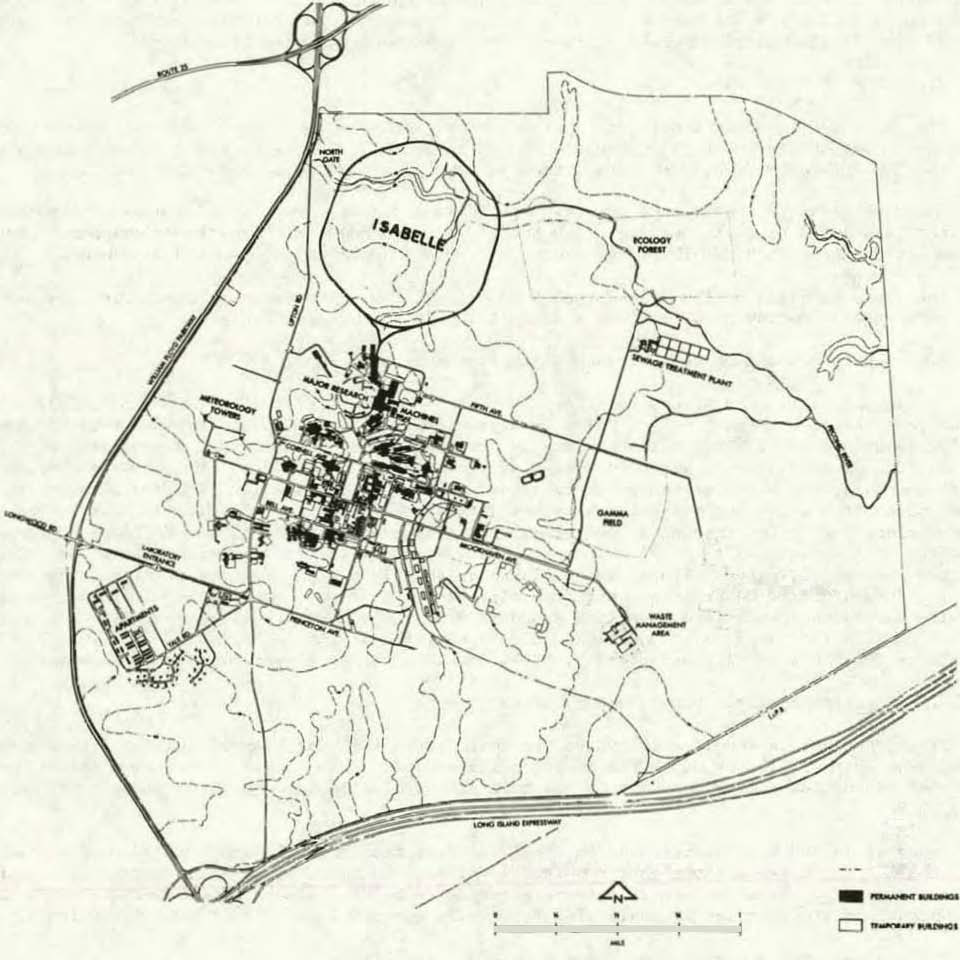 ROUTE 25
NORTH
GATE
ISABELLE
ECOLOGY
FOREST
UPTON RD
WILLIAM FLOYD PARKWAY
SEWAGE TREATMENT PLANT
MAJOR RESEARCH
MACHINES
METEOROLOGY
TOWERS
FIFTH AVE.
PECONIC RIVER
BELL AVE.
GAMMA
FIELD
LONGWOOD RD.
LABORATORY
ENTRANCE
BROOKHAVEN AVE.
APARTMENTS
YALE RD
PRINCETON AVE.
WASTE
MANAGEMENT
AREA
L.I.R.R.
LONG ISLAND EXPRESSWAY
N
MILE
PERMANENT BUILDINGS
TEMPORARY BUILDINGS